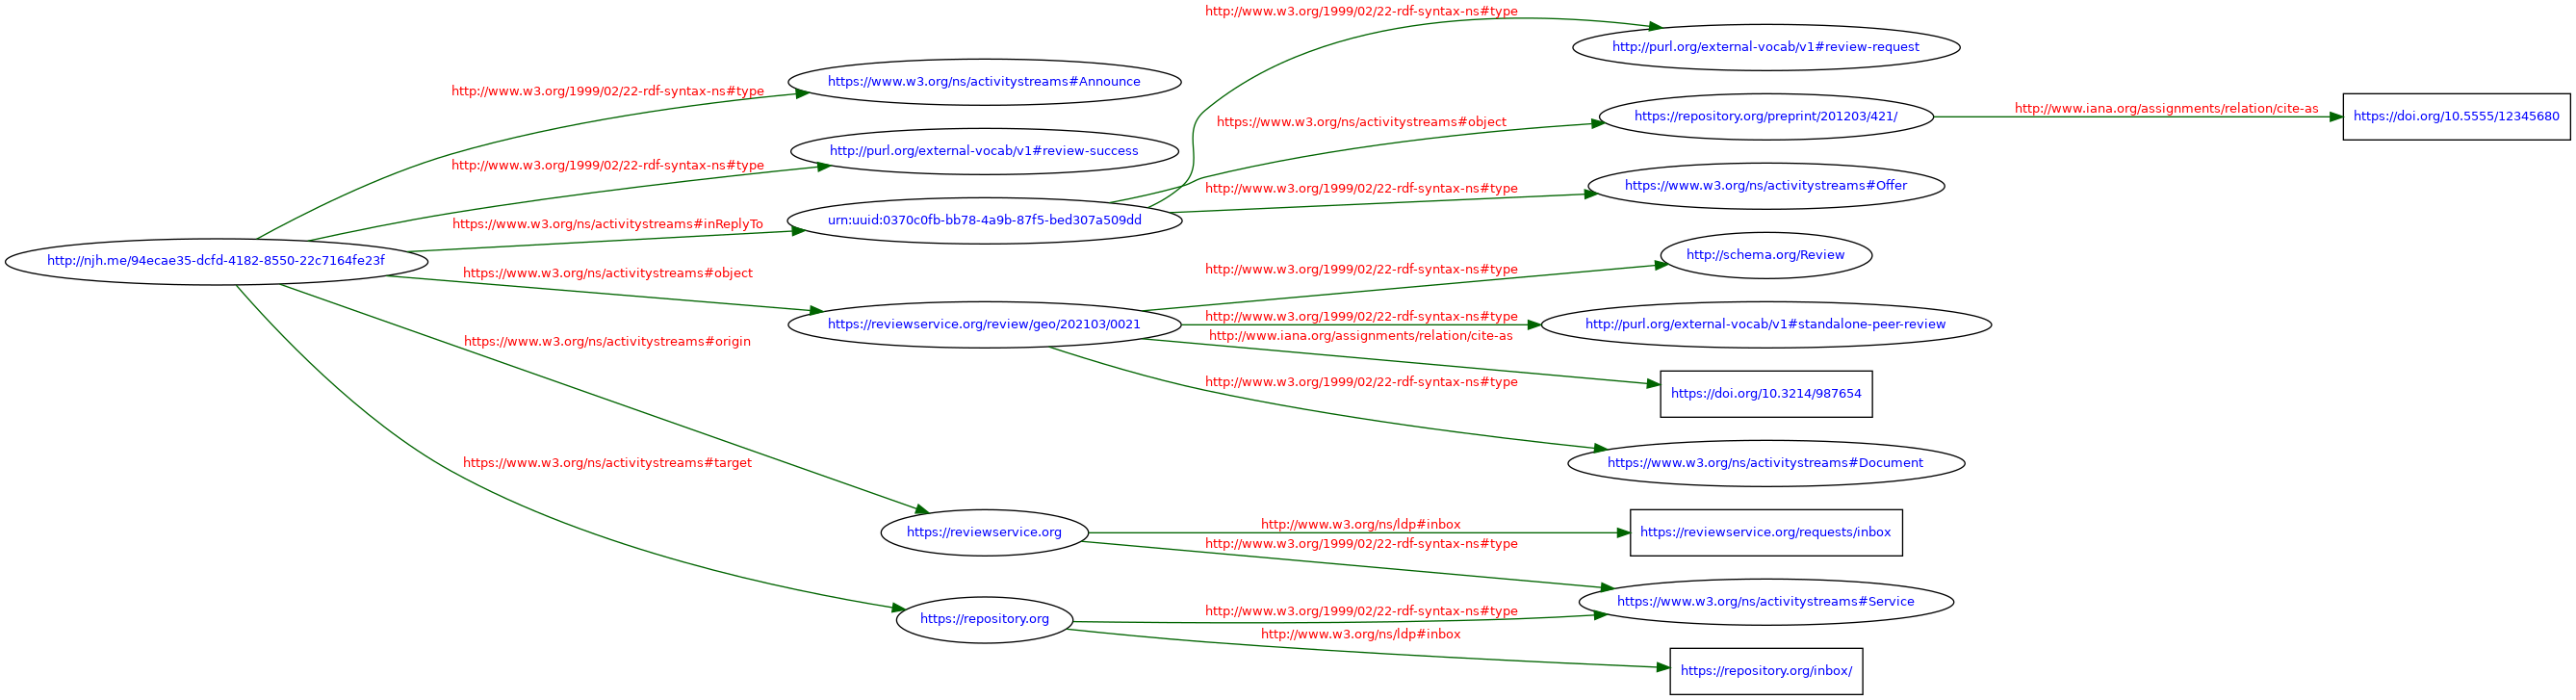 http://www.w3.org/1999/02/22-rdf-syntax-ns#type
http://purl.org/external-vocab/v1#review-request
https://www.w3.org/ns/activitystreams#Announce
http://www.w3.org/1999/02/22-rdf-syntax-ns#type
https://www.w3.org/ns/activitystreams#object
https://repository.org/preprint/201203/421/
http://www.iana.org/assignments/relation/cite-as
https://doi.org/10.5555/12345680
http://purl.org/external-vocab/v1#review-success
http://www.w3.org/1999/02/22-rdf-syntax-ns#type
http://www.w3.org/1999/02/22-rdf-syntax-ns#type
https://www.w3.org/ns/activitystreams#Offer
https://www.w3.org/ns/activitystreams#inReplyTo
urn:uuid:0370c0fb-bb78-4a9b-87f5-bed307a509dd
http://njh.me/94ecae35-dcfd-4182-8550-22c7164fe23f
https://www.w3.org/ns/activitystreams#object
http://www.w3.org/1999/02/22-rdf-syntax-ns#type
http://schema.org/Review
https://reviewservice.org/review/geo/202103/0021
http://www.w3.org/1999/02/22-rdf-syntax-ns#type
http://purl.org/external-vocab/v1#standalone-peer-review
http://www.iana.org/assignments/relation/cite-as
https://www.w3.org/ns/activitystreams#origin
http://www.w3.org/1999/02/22-rdf-syntax-ns#type
https://doi.org/10.3214/987654
https://www.w3.org/ns/activitystreams#target
https://www.w3.org/ns/activitystreams#Document
https://reviewservice.org
http://www.w3.org/ns/ldp#inbox
https://reviewservice.org/requests/inbox
http://www.w3.org/1999/02/22-rdf-syntax-ns#type
https://www.w3.org/ns/activitystreams#Service
https://repository.org
http://www.w3.org/1999/02/22-rdf-syntax-ns#type
http://www.w3.org/ns/ldp#inbox
https://repository.org/inbox/